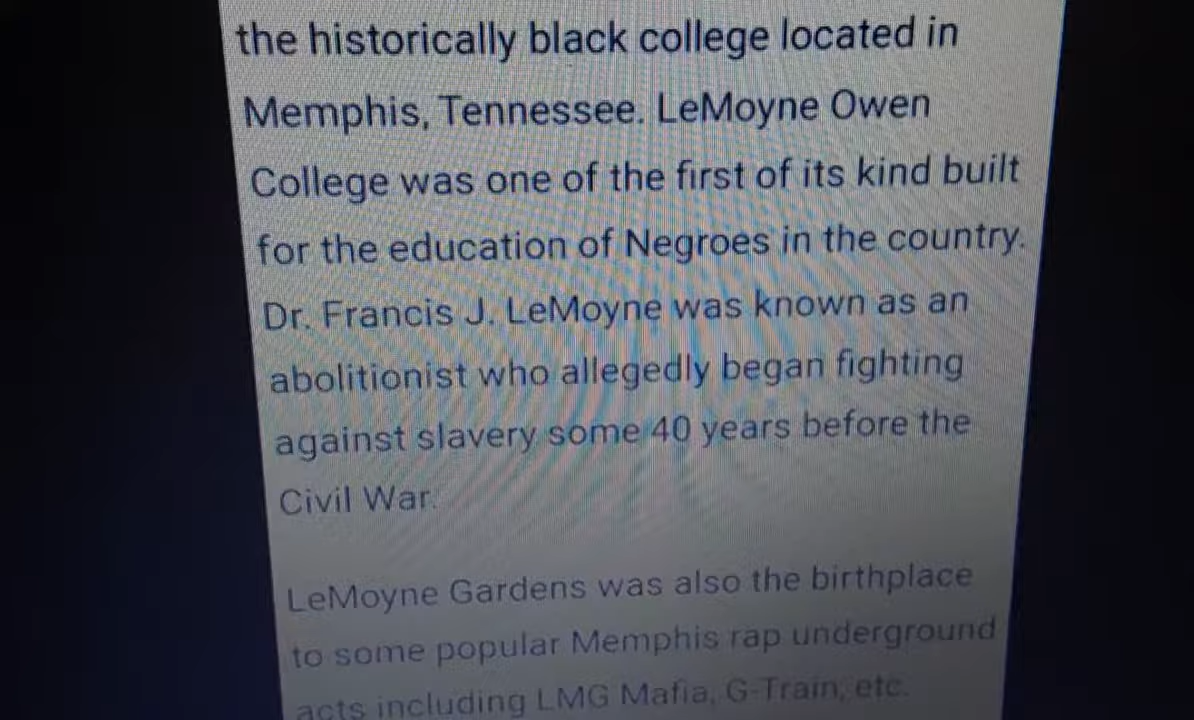 the historically black college located in
Memphis, Tennessee. LeMoyne Owen
College was one of the first of its kind built
for the education of Negroes in the country.
Dr. Francis J. LeMoyne was known as an
abolitionist who allegedly began fighting
against slavery some 40 years before the
Civil War.
LeMoyne Gardens was also the birthplace
to some popular Memphis rap underground
acts including LMG Mafia, G-Train, etc.